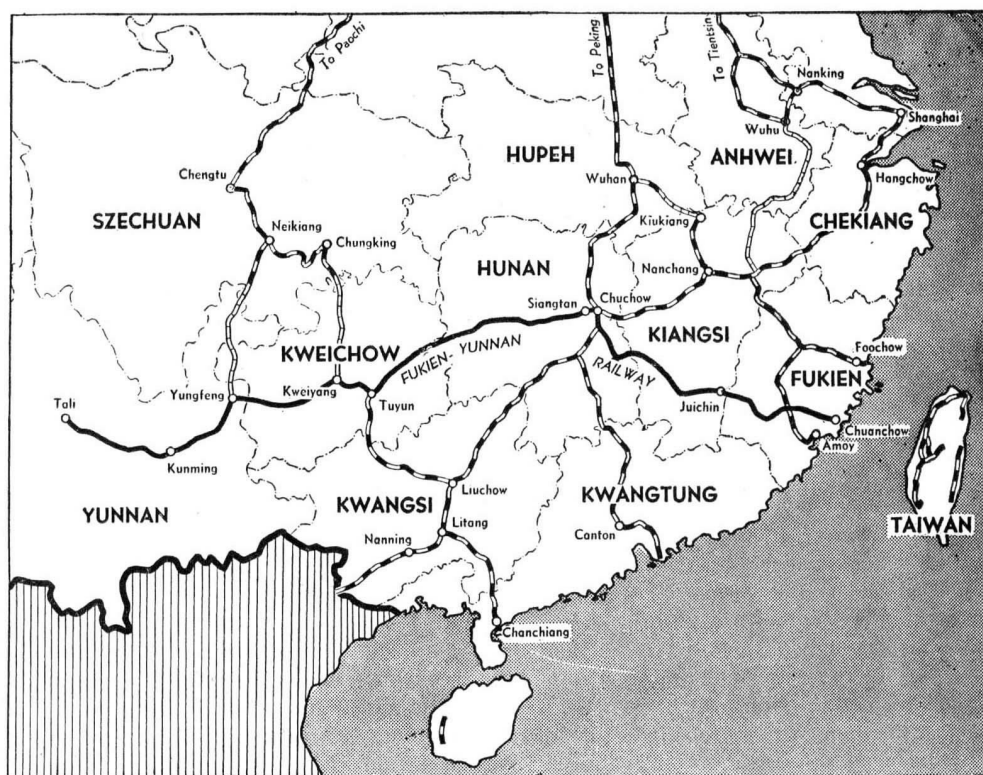 To Paochi
To Peking
To Tientsin
Nanking
Shanghai
Wuhu
HUPEH
ANHWEI
Hangchow
Chengtu
Wuhan
SZECHUAN
Kiukiang
CHEKIANG
Neikiang
Chungking
HUNAN
Nanchang
Siangtan
Chuchow
KIANGSI
KWEICHOW
FUKIEN-YUNNAN
RAILWAY
Foochow
FUKIEN
Tali
Yungfeng
Kweiyang
Tuyun
Juichin
Chuanchow
Amoy
Kunming
Liuchow
KWANGSI
KWANGTUNG
YUNNAN
Litang
Nanning
Canton
TAIWAN
Chanchiang